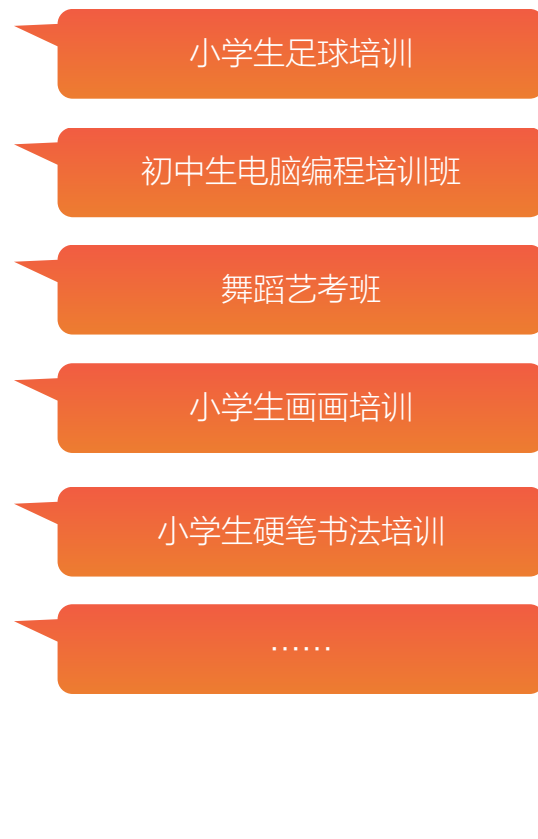 小学生足球培训
初中生电脑编程培训班
舞蹈艺考班
小学生画画培训
小学生硬笔书法培训
……